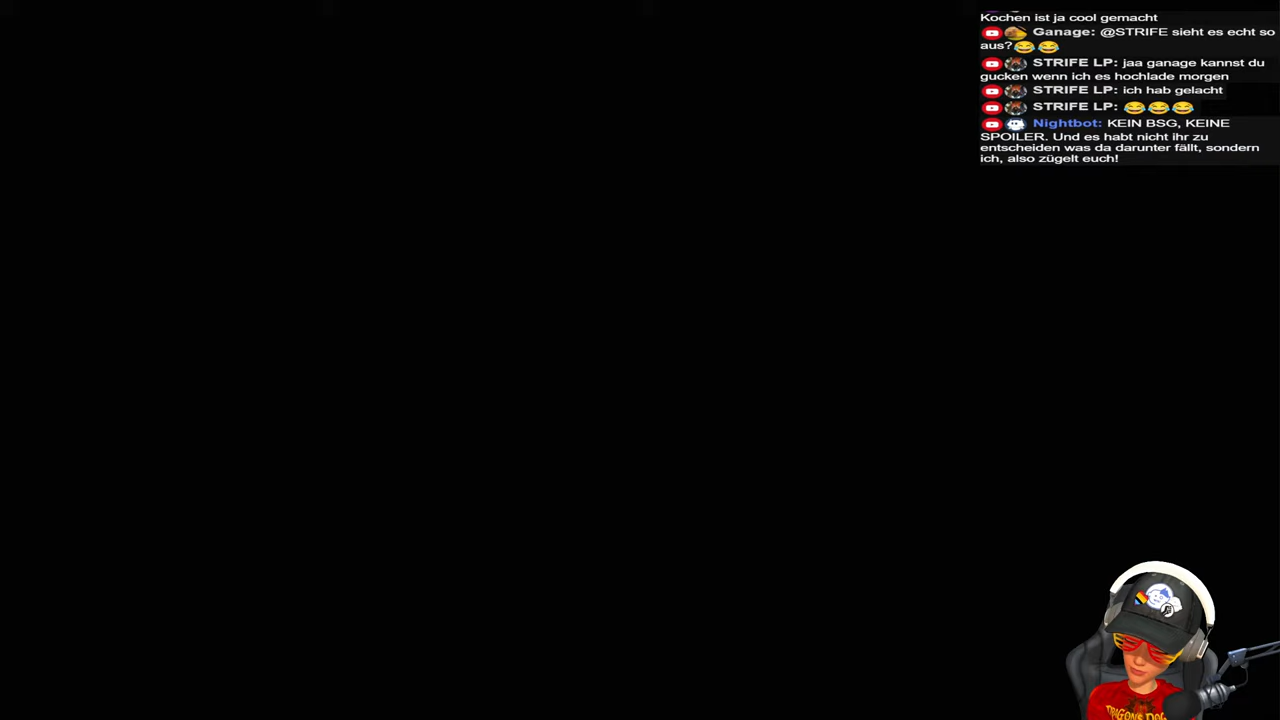 Kochen ist ja cool gemacht
Ganage: @STRIFE sieht es echt so
aus?😂😂
STRIFE LP: jaa ganage kannst du
gucken wenn ich es hochlade morgen
STRIFE LP: ich hab gelacht
STRIFE LP: 😂😂😂
Nightbot: KEIN BSG, KEINE
SPOILER. Und es habt nicht ihr zu
entscheiden was da darunter fällt, sondern
ich, also zügelt euch!